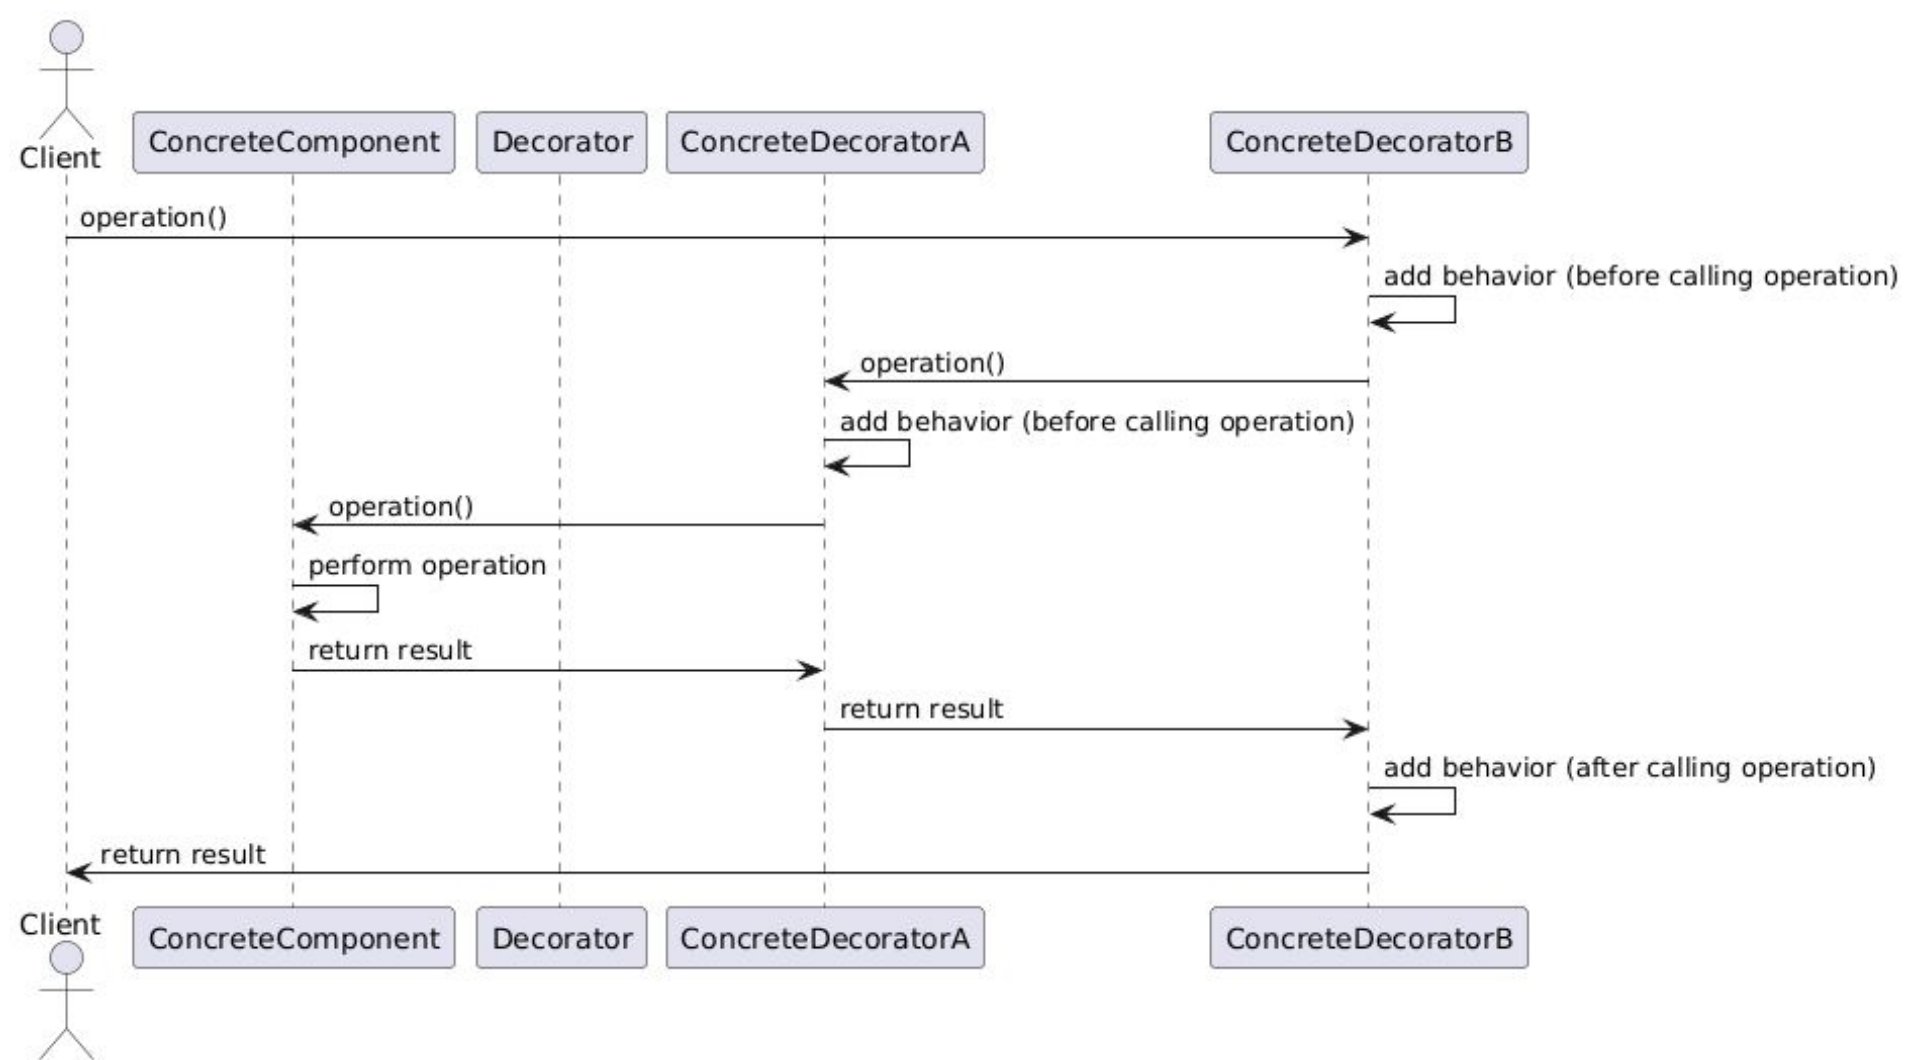 Client
ConcreteComponent
Decorator
ConcreteDecoratorA
ConcreteDecoratorB
operation()
add behavior (before calling operation)
operation()
add behavior (before calling operation)
operation()
perform operation
return result
return result
add behavior (after calling operation)
return result
Client
ConcreteComponent
Decorator
ConcreteDecoratorA
ConcreteDecoratorB